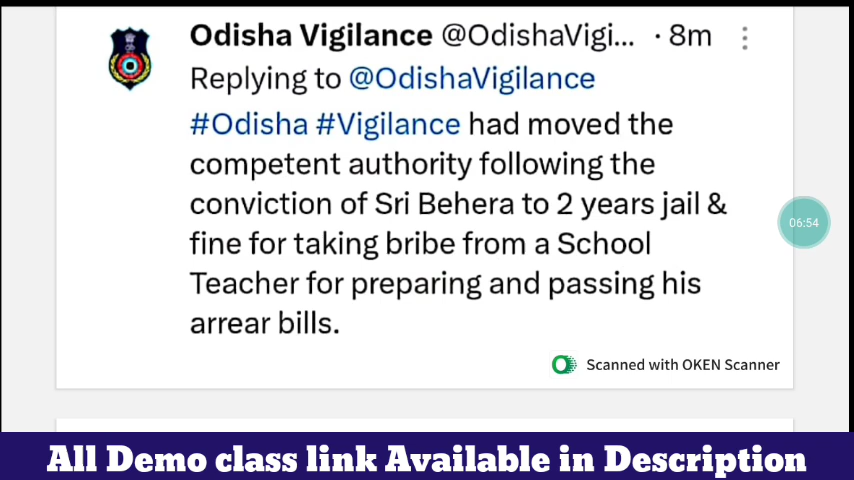 Odisha Vigilance @OdishaVigi... · 8m
Replying to @OdishaVigilance
#Odisha #Vigilance had moved the
competent authority following the
conviction of Sri Behera to 2 years jail &
fine for taking bribe from a School
Teacher for preparing and passing his
arrear bills.
06:54
Scanned with OKEN Scanner
All Demo class link Available in Description